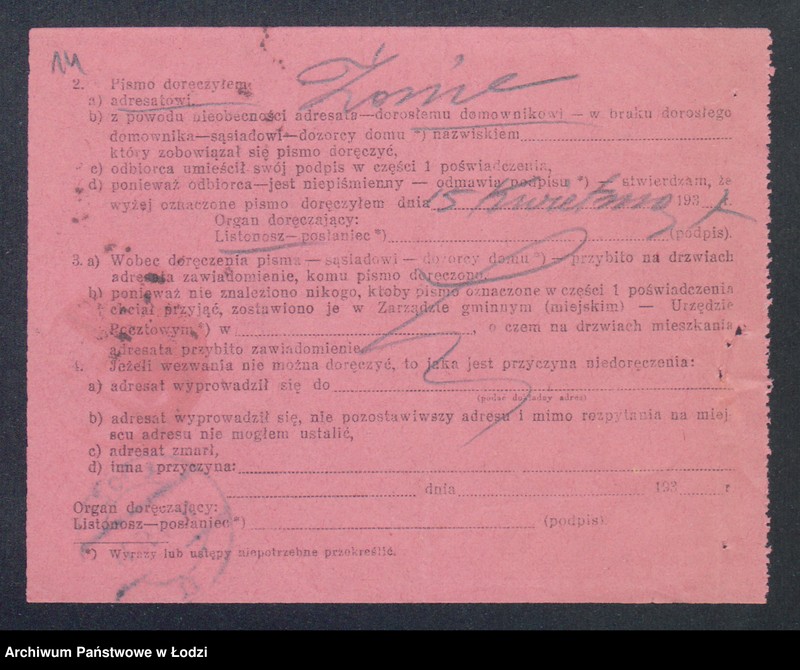 14
2. Pismo doręczyłem: Żonie
a) adresatowi.
b) z powodu nieobecności adresata—dorosłemu domownikowi — w braku dorosłego
domownika—sąsiadowi—dozorcy domu *) nazwiskiem
który zobowiązał się pismo doręczyć,
c) odbiorca umieścił swój podpis w części 1 poświadczenia,
d) ponieważ odbiorca—jest niepiśmienny — odmawia podpisu *) — stwierdzam, że
wyżej oznaczone pismo doręczyłem dnia 15 Kwietnia 193 r.
Organ doręczający:
Listonosz—posłaniec *) (podpis).
3. a) Wobec doręczenia pisma — sąsiadowi — dozorcy domu *) — przybito na drzwiach
adresata zawiadomienie, komu pismo doręczono,
b) ponieważ nie znaleziono nikogo, ktoby pismo oznaczone w części 1 poświadczenia
chciał przyjąć, zostawiono je w Zarządzie gminnym (miejskim) — Urzędzie
Pocztowym *) w , o czem na drzwiach mieszkania
adresata przybito zawiadomienie
4. Jeżeli wezwania nie można doręczyć, to jaka jest przyczyna niedoręczenia:
a) adresat wyprowadził się do
(podać dokładny adres)
b) adresat wyprowadził się, nie pozostawiwszy adresu i mimo rozpytania na miej-
scu adresu nie mogłem ustalić,
c) adresat zmarł,
d) inna przyczyna:
dnia 193 r
Organ doręczający:
Listonosz—posłaniec *) (podpis)
*) Wyrazy lub ustępy niepotrzebne przekreślić.
Archiwum Państwowe w Łodzi